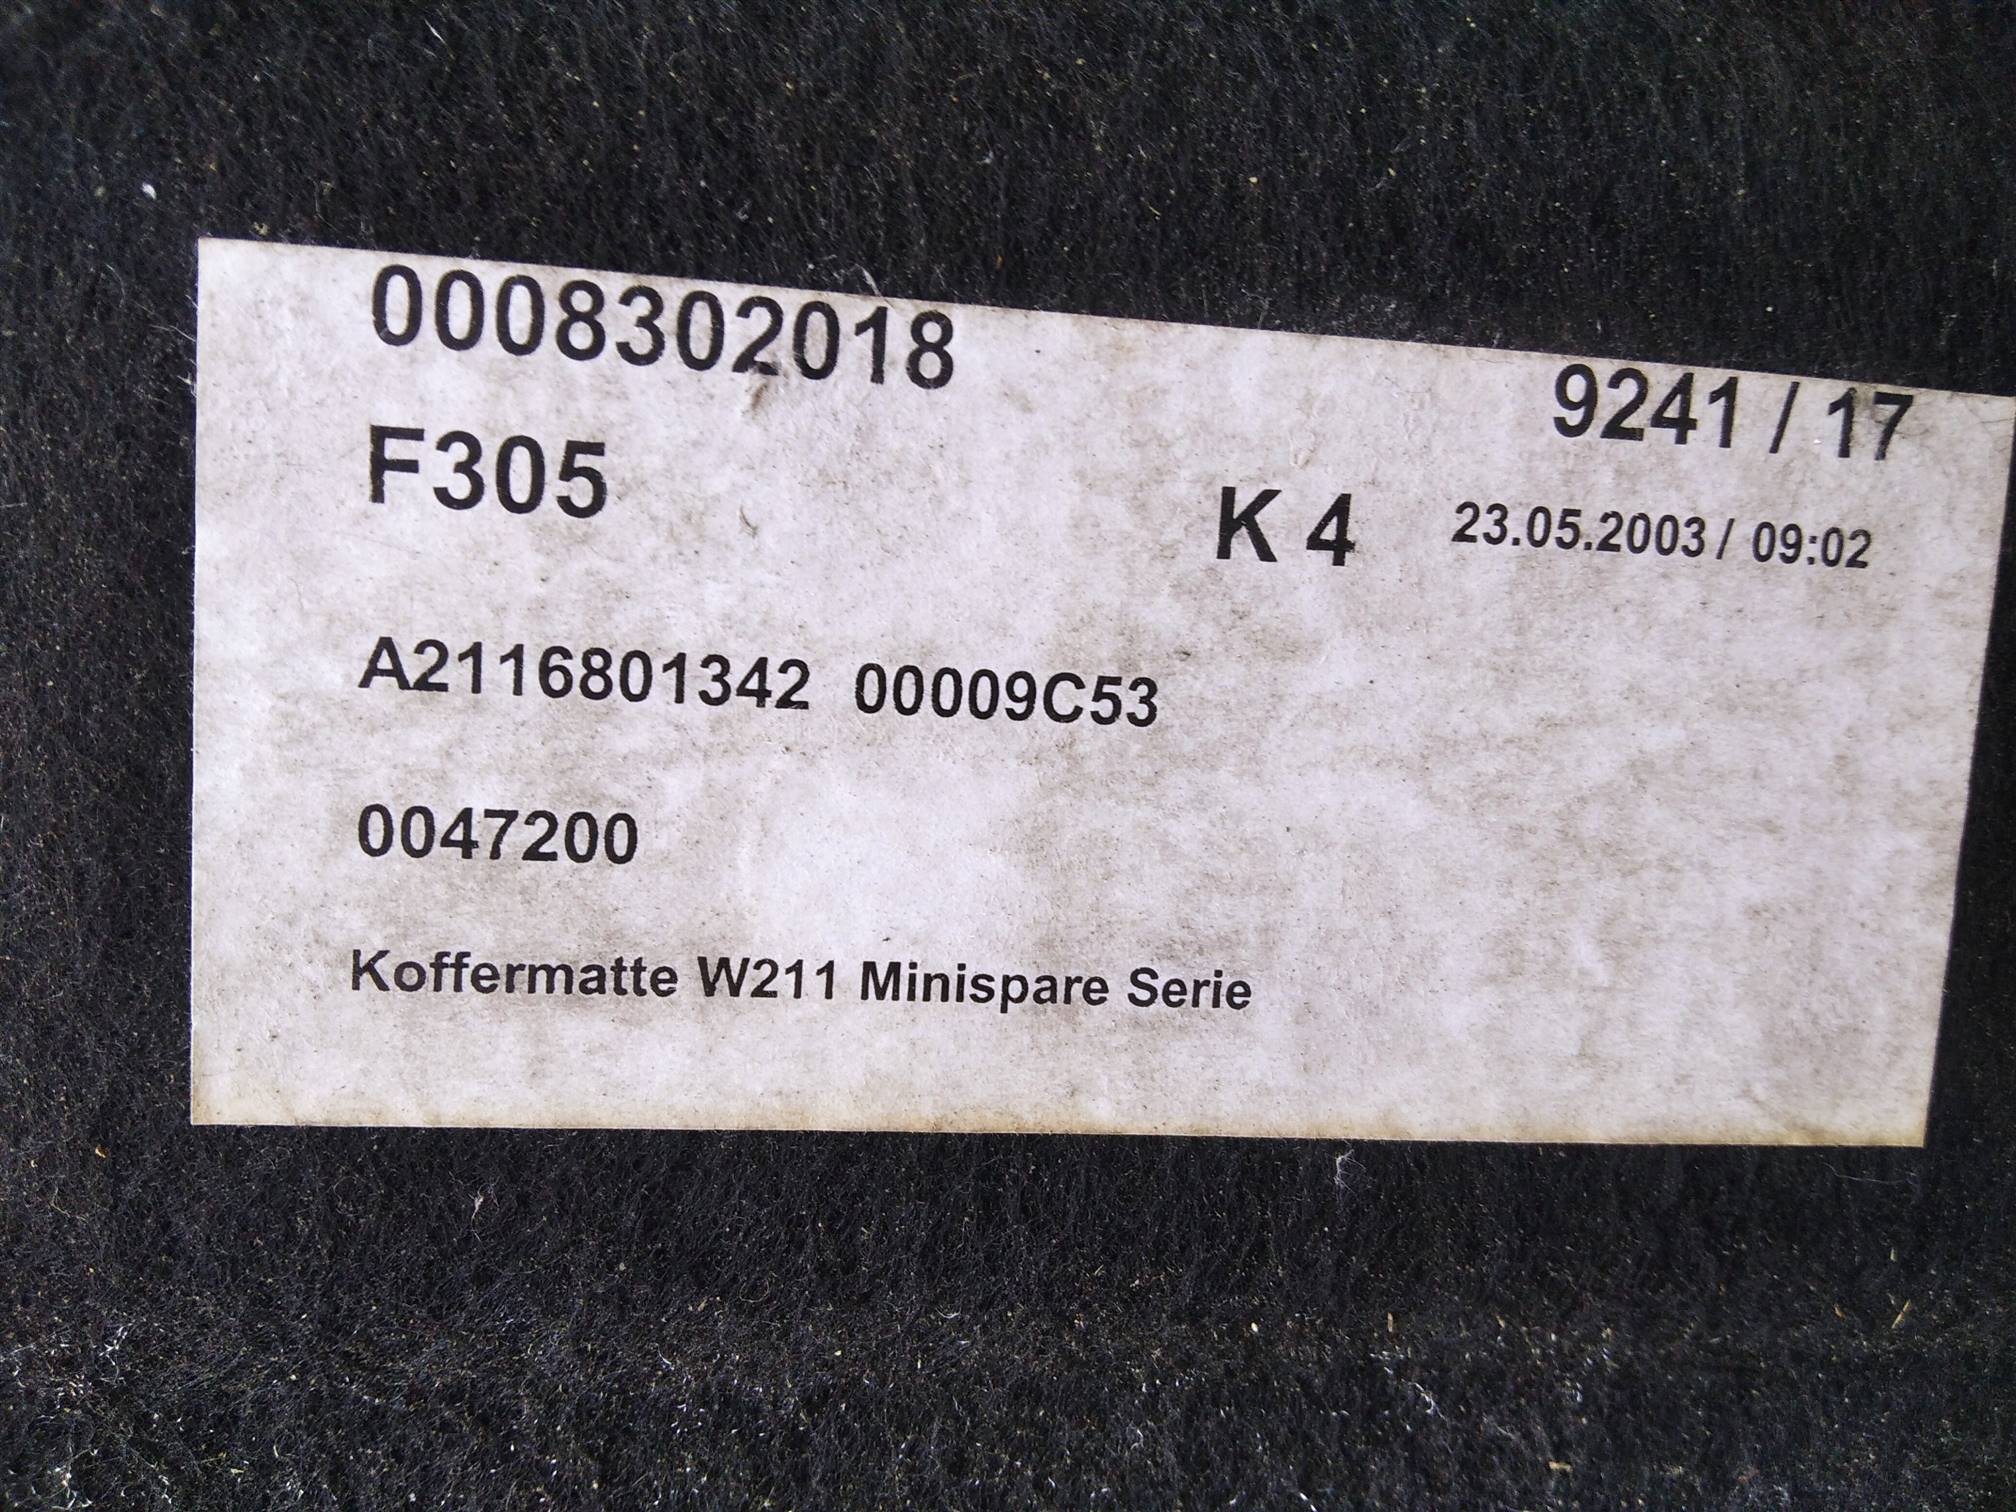 0008302018
9241 / 17
F305
K 4
23.05.2003 / 09:02
A2116801342 00009C53
0047200
Koffermatte W211 Minispare Serie